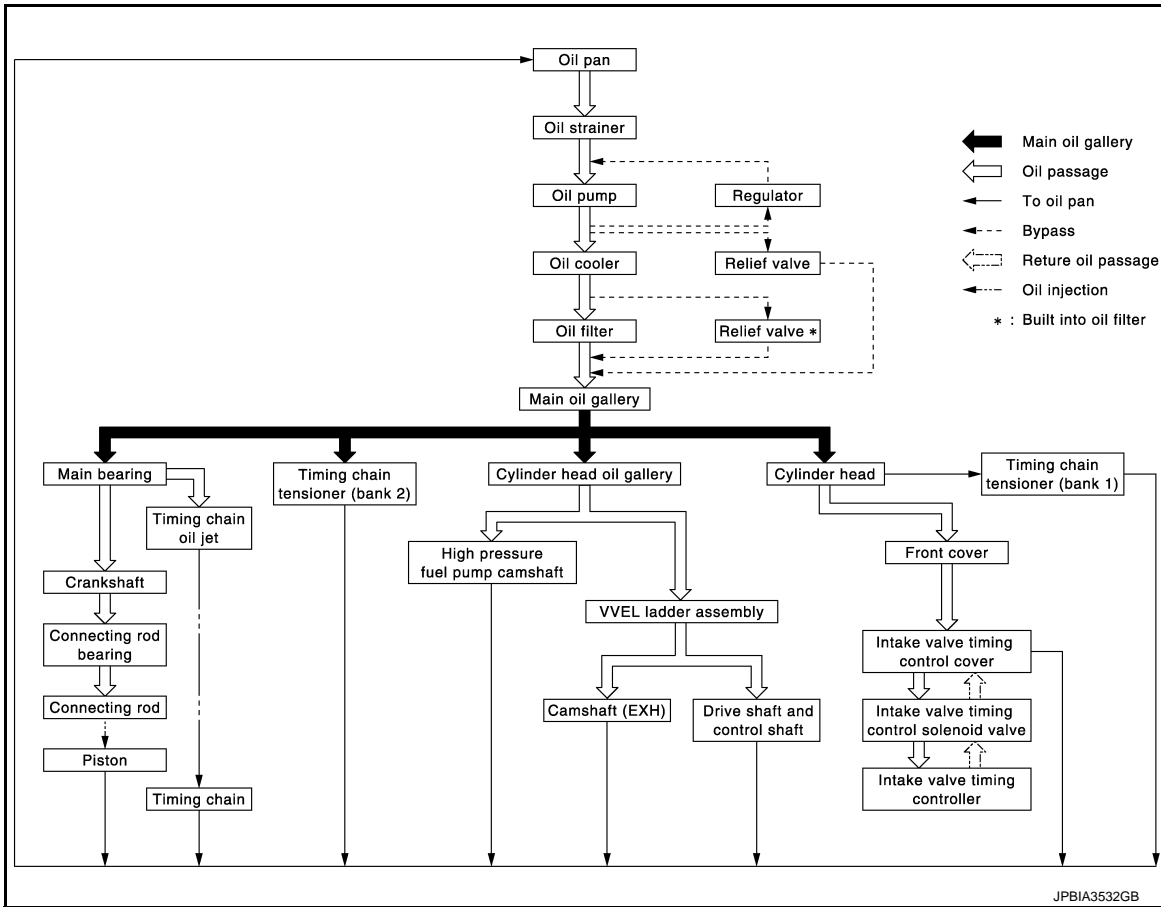 Oil pan
Oil strainer
Oil pump
Regulator
Oil cooler
Relief valve
Oil filter
Relief valve *
Main oil gallery
Main oil gallery
Oil passage
To oil pan
Bypass
Reture oil passage
Oil injection
* : Built into oil filter
Main bearing
Timing chain
tensioner (bank 2)
Cylinder head oil gallery
Cylinder head
Timing chain
tensioner (bank 1)
Timing chain
oil jet
High pressure
fuel pump camshaft
Front cover
Crankshaft
VVEL ladder assembly
Connecting rod
bearing
Intake valve timing
control cover
Connecting rod
Camshaft (EXH)
Drive shaft and
control shaft
Intake valve timing
control solenoid valve
Piston
Timing chain
Intake valve timing
controller
JPBIA3532GB